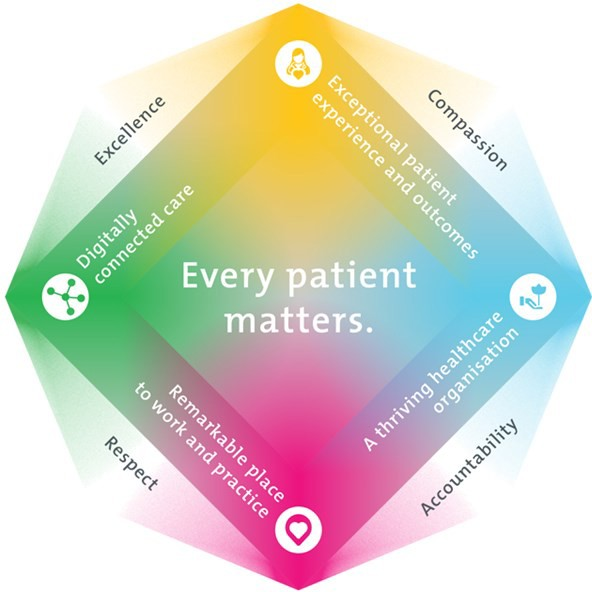 Excellence
Compassion
Exceptional patient
experience and outcomes
Digitally
connected care
Every patient
matters.
A thriving healthcare
organisation
Remarkable place
to work and practice
Respect
Accountability